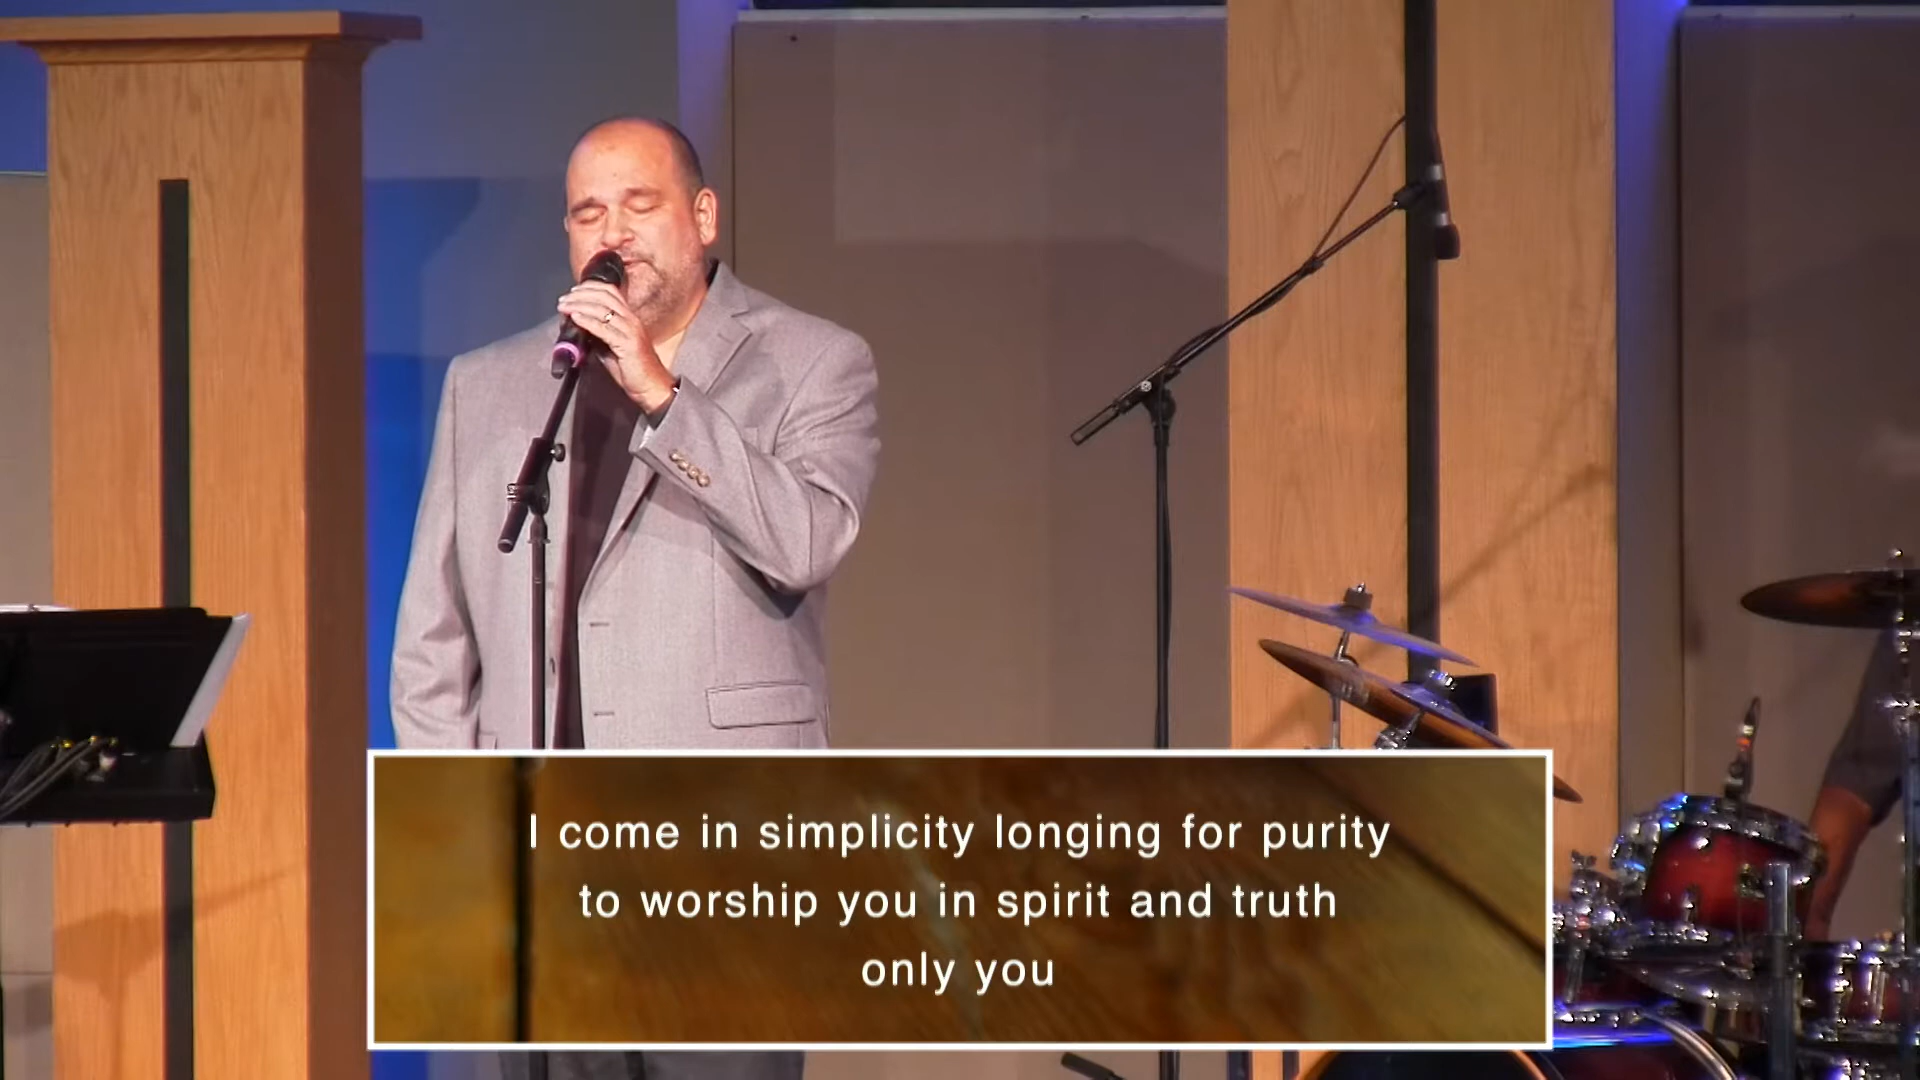 I come in simplicity longing for purity
to worship you in spirit and truth
only you